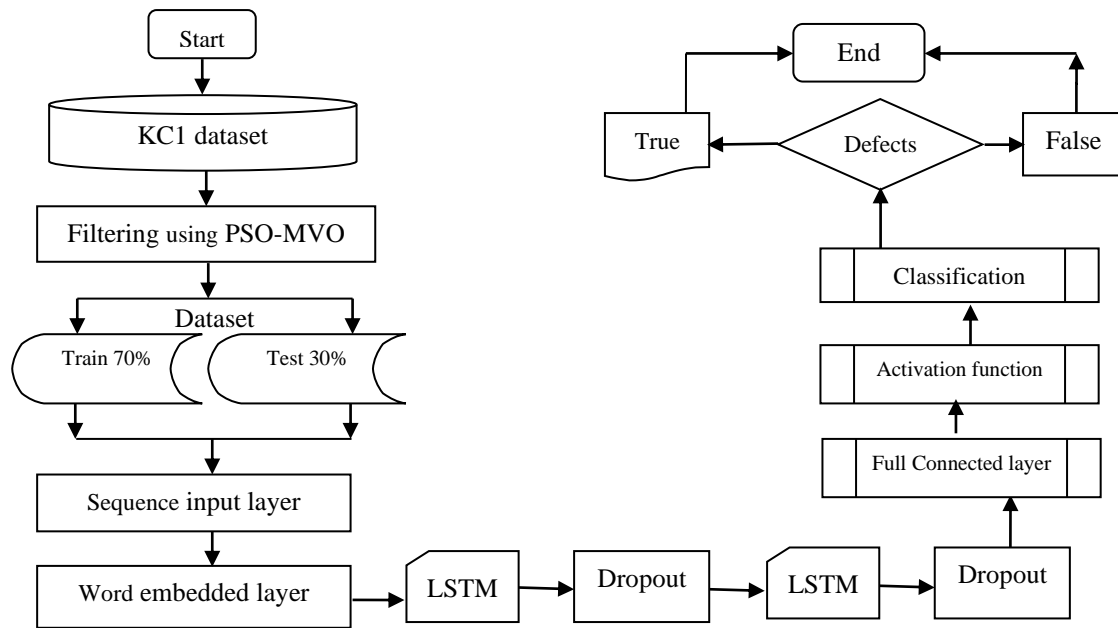 Start
KC1 dataset
Filtering using PSO-MVO
Dataset
Train 70%
Test 30%
Sequence input layer
Word embedded layer
LSTM
Dropout
LSTM
Dropout
Full Connected layer
Activation function
Classification
Defects
True
False
End